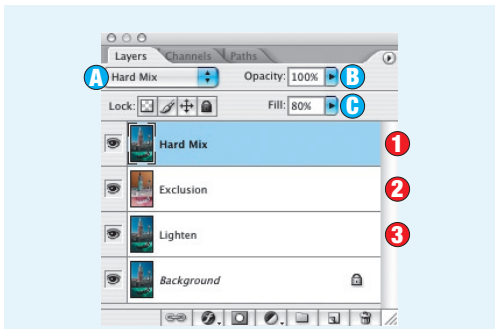 Layers Channels Paths
A Hard Mix Opacity: 100% B
Lock: Fill: 80% C
Hard Mix 1
Exclusion 2
Lighten 3
Background